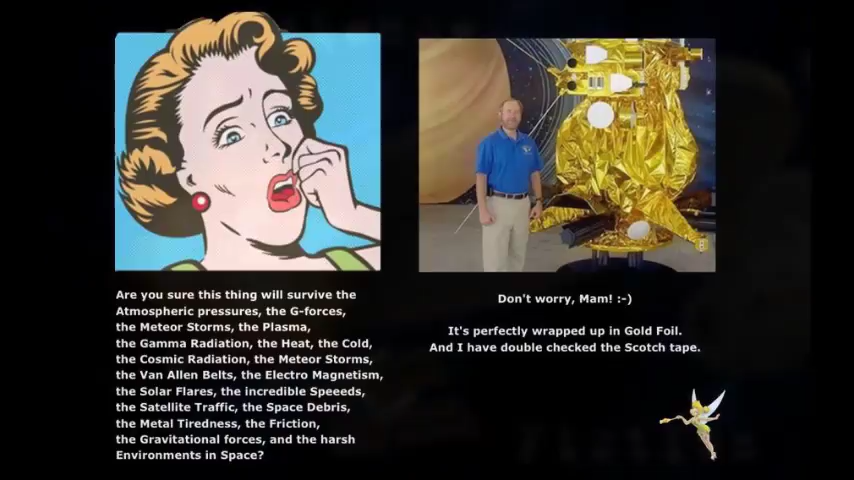 Are you sure this thing will survive the
Atmospheric pressures, the G-forces,
the Meteor Storms, the Plasma,
the Gamma Radiation, the Heat, the Cold,
the Cosmic Radiation, the Meteor Storms,
the Van Allen Belts, the Electro Magnetism,
the Solar Flares, the incredible Speeeds,
the Satellite Traffic, the Space Debris,
the Metal Tiredness, the Friction,
the Gravitational forces, and the harsh
Environments in Space?
Don't worry, Mam! :-)
It's perfectly wrapped up in Gold Foil.
And I have double checked the Scotch tape.